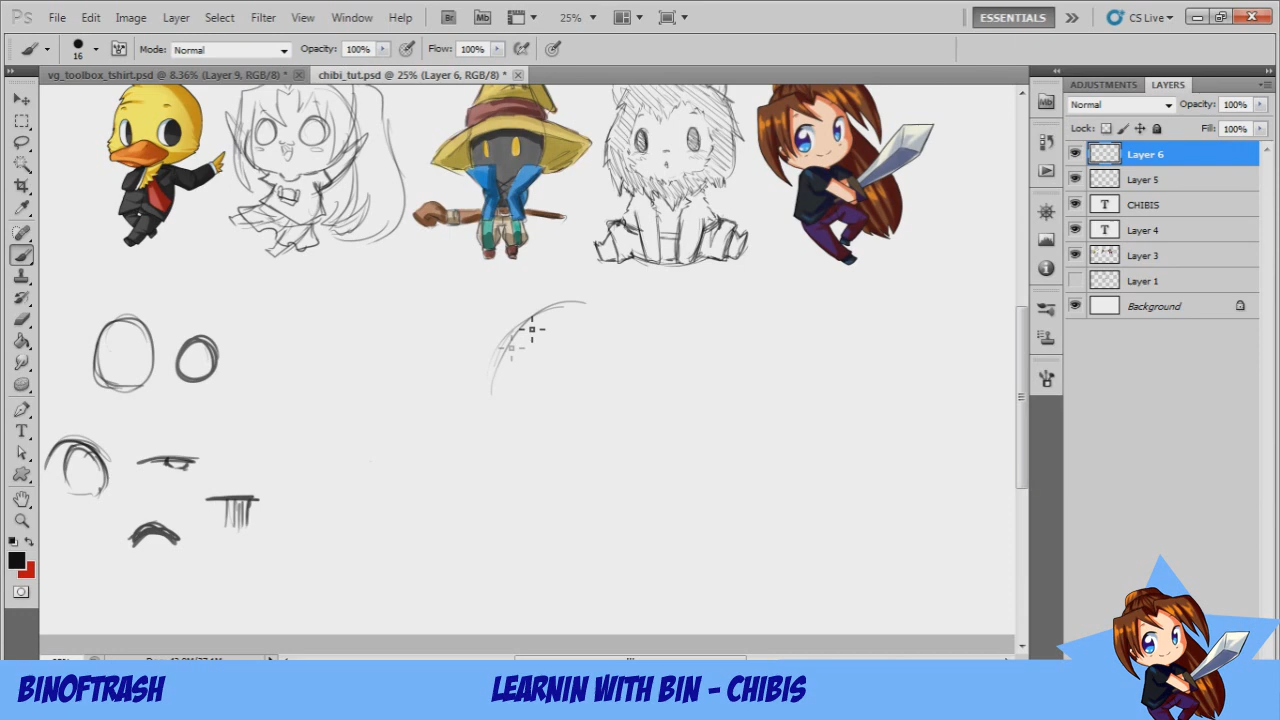 Ps File Edit Image Layer Select Filter View Window Help Br Mb 25% ESSENTIALS CS Live
16 Mode: Normal Opacity: 100% Flow: 100%
vg_toolbox_tshirt.psd @ 8.36% (Layer 9, RGB/8) * chibi_tut.psd @ 25% (Layer 6, RGB/8) *
ADJUSTMENTS LAYERS
Normal Opacity: 100%
Lock: Fill: 100%
Mb
Layer 6
Layer 5
T CHIBIS
T Layer 4
Layer 3
Layer 1
Background
BINOFTRASH
LEARNIN WITH BIN - CHIBIS